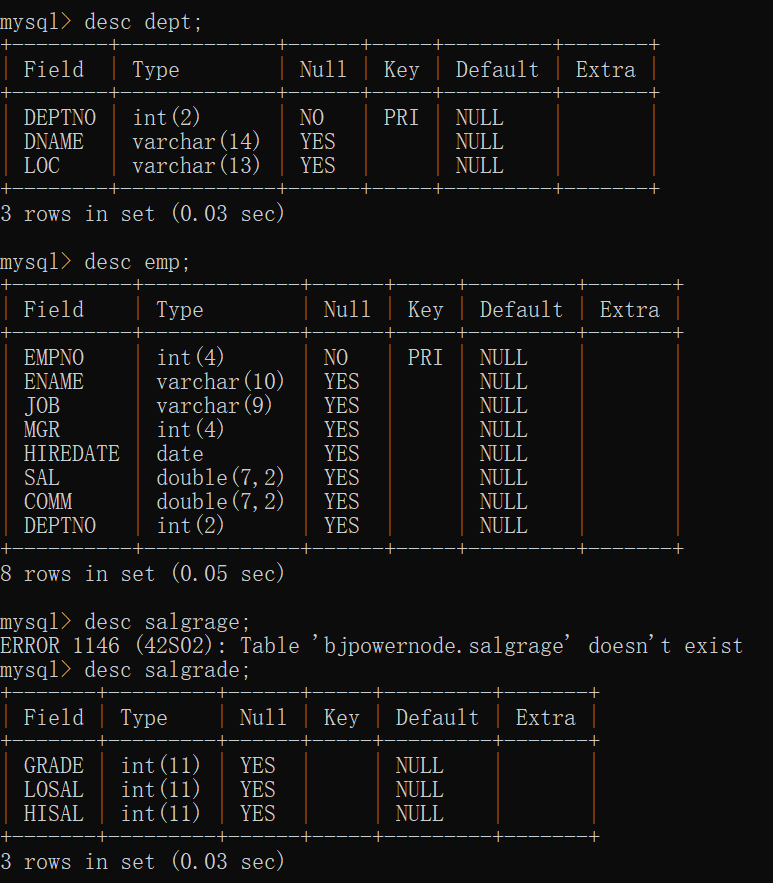 mysql> desc dept;
+--------+-------------+------+-----+---------+-------+
| Field  | Type        | Null | Key | Default | Extra |
+--------+-------------+------+-----+---------+-------+
| DEPTNO | int(2)      | NO   | PRI | NULL    |       |
| DNAME  | varchar(14) | YES  |     | NULL    |       |
| LOC    | varchar(13) | YES  |     | NULL    |       |
+--------+-------------+------+-----+---------+-------+
3 rows in set (0.03 sec)

mysql> desc emp;
+----------+-------------+------+-----+---------+-------+
| Field    | Type        | Null | Key | Default | Extra |
+----------+-------------+------+-----+---------+-------+
| EMPNO    | int(4)      | NO   | PRI | NULL    |       |
| ENAME    | varchar(10) | YES  |     | NULL    |       |
| JOB      | varchar(9)  | YES  |     | NULL    |       |
| MGR      | int(4)      | YES  |     | NULL    |       |
| HIREDATE | date        | YES  |     | NULL    |       |
| SAL      | double(7,2) | YES  |     | NULL    |       |
| COMM     | double(7,2) | YES  |     | NULL    |       |
| DEPTNO   | int(2)      | YES  |     | NULL    |       |
+----------+-------------+------+-----+---------+-------+
8 rows in set (0.05 sec)

mysql> desc salgrage;
ERROR 1146 (42S02): Table 'bjpowernode.salgrage' doesn't exist
mysql> desc salgrade;
+-------+---------+------+-----+---------+-------+
| Field | Type    | Null | Key | Default | Extra |
+-------+---------+------+-----+---------+-------+
| GRADE | int(11) | YES  |     | NULL    |       |
| LOSAL | int(11) | YES  |     | NULL    |       |
| HISAL | int(11) | YES  |     | NULL    |       |
+-------+---------+------+-----+---------+-------+
3 rows in set (0.03 sec)